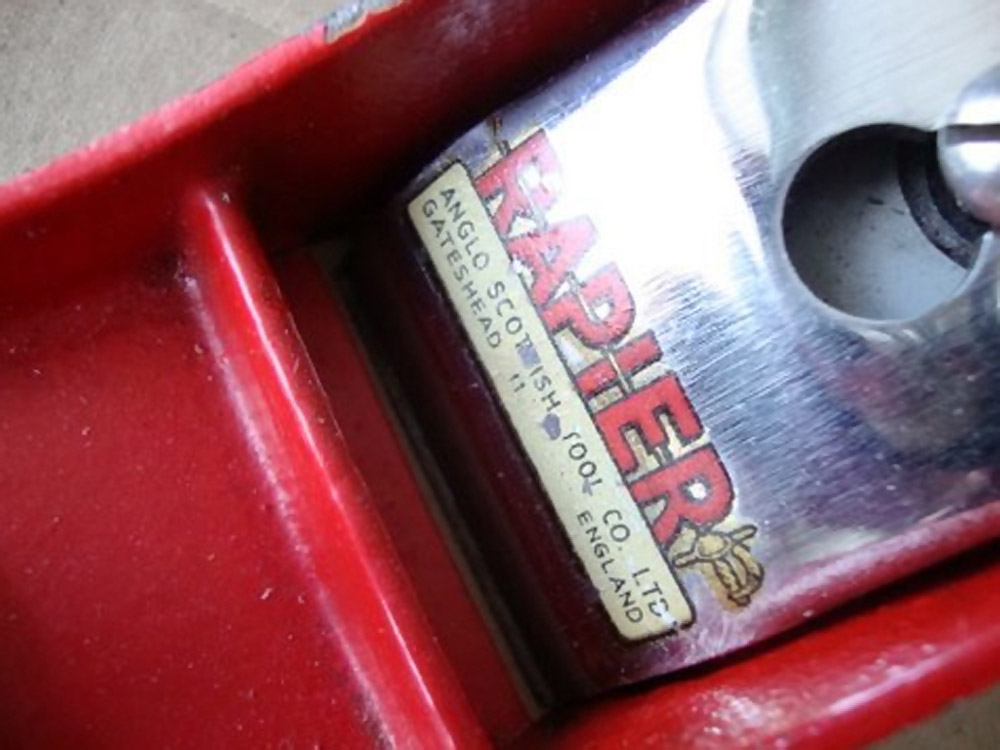 RAPIER
ANGLO SCOTTISH TOOL CO. LTD.
GATESHEAD 11 ENGLAND